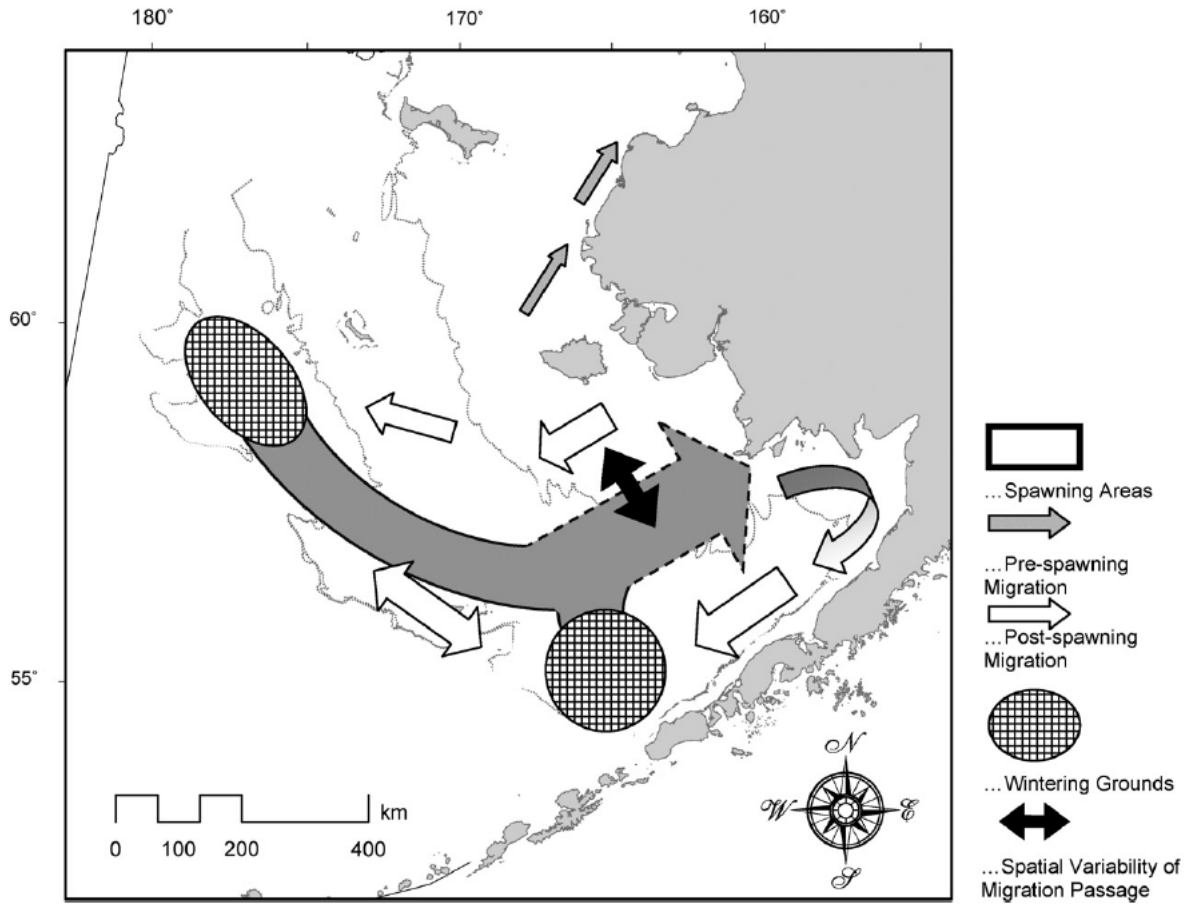 180° 170° 160°
60°
55°
km
0 100 200 400
N
W E
S
...Spawning Areas
...Pre-spawning
Migration
...Post-spawning
Migration
...Wintering Grounds
...Spatial Variability of
Migration Passage